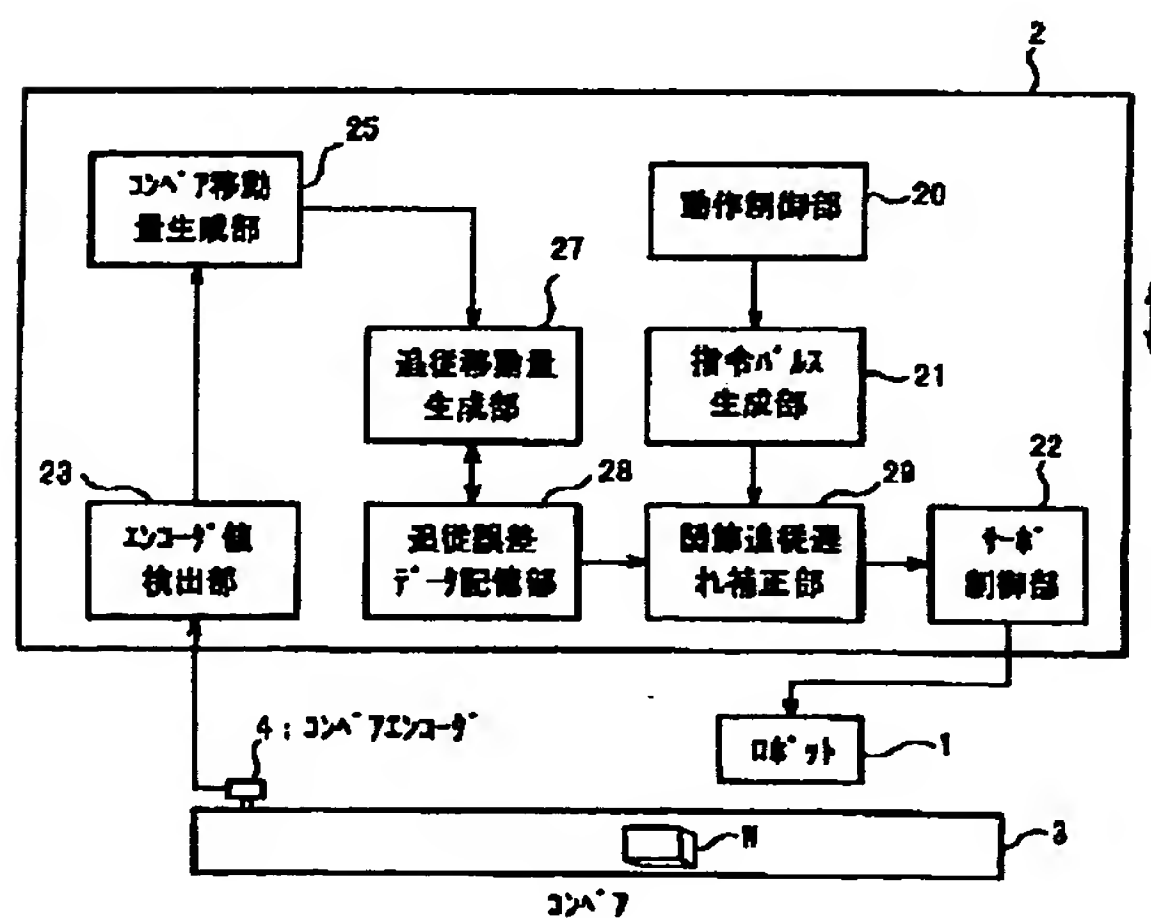 2
25
コンベア移動
量生成部
動作制御部
20
27
追従移動量
生成部
指令パルス
生成部
21
23
エンコーダ値
検出部
28
追従誤差
データ記憶部
29
関節追従遅
れ補正部
22
サーボ
制御部
4:コンベアエンコーダ
ロボット
1
W
3
コンベア